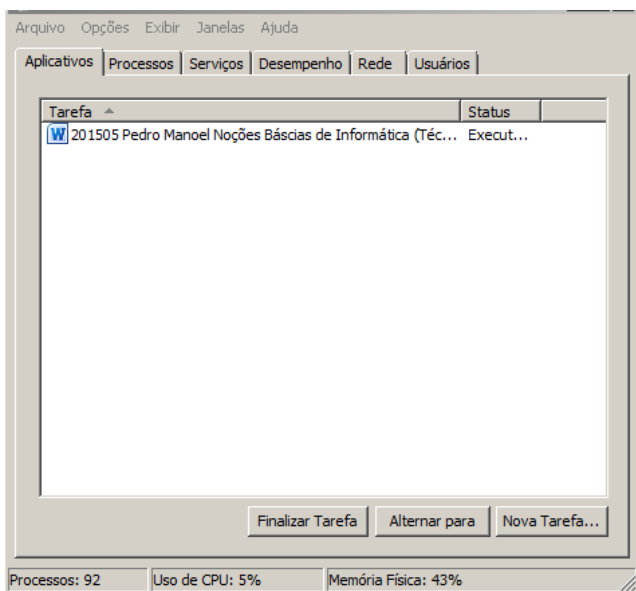 Arquivo Opções Exibir Janelas Ajuda
Aplicativos Processos Serviços Desempenho Rede Usuários
Tarefa Status
W 201505 Pedro Manoel Noções Báscias de Informática (Téc... Execut...
Finalizar Tarefa Alternar para Nova Tarefa...
Processos: 92 Uso de CPU: 5% Memória Física: 43%